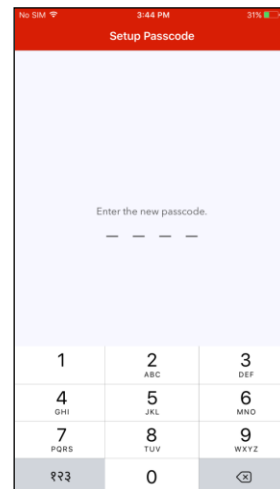 No SIM 3:44 PM 31%
Setup Passcode
Enter the new passcode.
1 2 3
ABC DEF
4 5 6
GHI JKL MNO
7 8 9
PQRS TUV WXYZ
१२३ 0